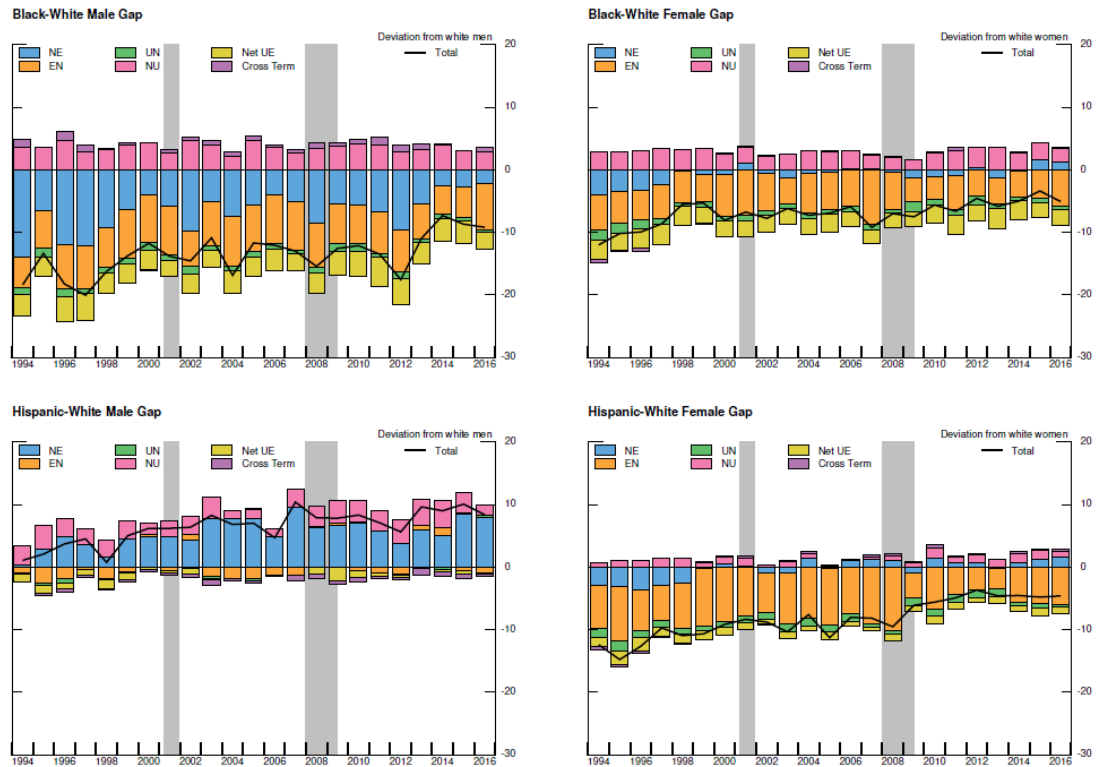 Black-White Male Gap
Deviation from white men
NE UN Net UE Total
EN NU Cross Term
20
10
0
-10
-20
-30
1994 1996 1998 2000 2002 2004 2006 2008 2010 2012 2014 2016
Black-White Female Gap
Deviation from white women
NE UN Net UE Total
EN NU Cross Term
20
10
0
-10
-20
-30
1994 1996 1998 2000 2002 2004 2006 2008 2010 2012 2014 2016
Hispanic-White Male Gap
Deviation from white men
NE UN Net UE Total
EN NU Cross Term
20
10
0
-10
-20
-30
1994 1996 1998 2000 2002 2004 2006 2008 2010 2012 2014 2016
Hispanic-White Female Gap
Deviation from white women
NE UN Net UE Total
EN NU Cross Term
20
10
0
-10
-20
-30
1994 1996 1998 2000 2002 2004 2006 2008 2010 2012 2014 2016